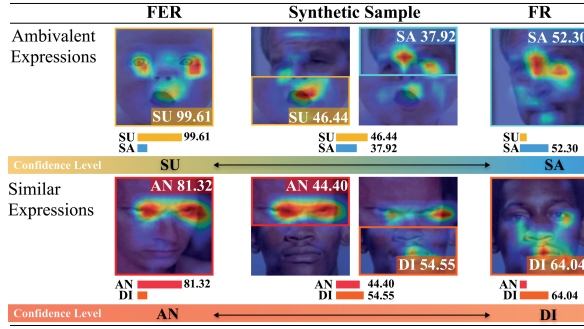 FER Synthetic Sample FR
Ambivalent
Expressions
SU 99.61
SU 46.44
SA 37.92
SA 52.30
SU 99.61
SA
SU 46.44
SA 37.92
SU
SA 52.30
Confidence Level SU SA
Similar
Expressions
AN 81.32
AN 44.40
DI 54.55
DI 64.04
AN 81.32
DI
AN 44.40
DI 54.55
AN
DI 64.04
Confidence Level AN DI